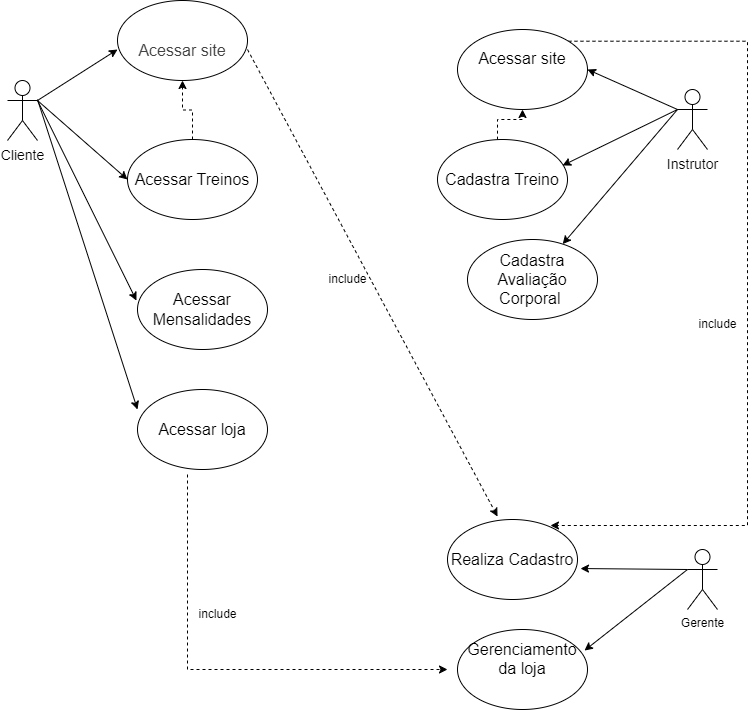 Acessar site
Cliente
Acessar Treinos
Acessar
Mensalidades
Acessar loja
include
include
Acessar site
Instrutor
Cadastra Treino
Cadastra
Avaliação
Corporal
include
Realiza Cadastro
Gerente
Gerenciamento
da loja